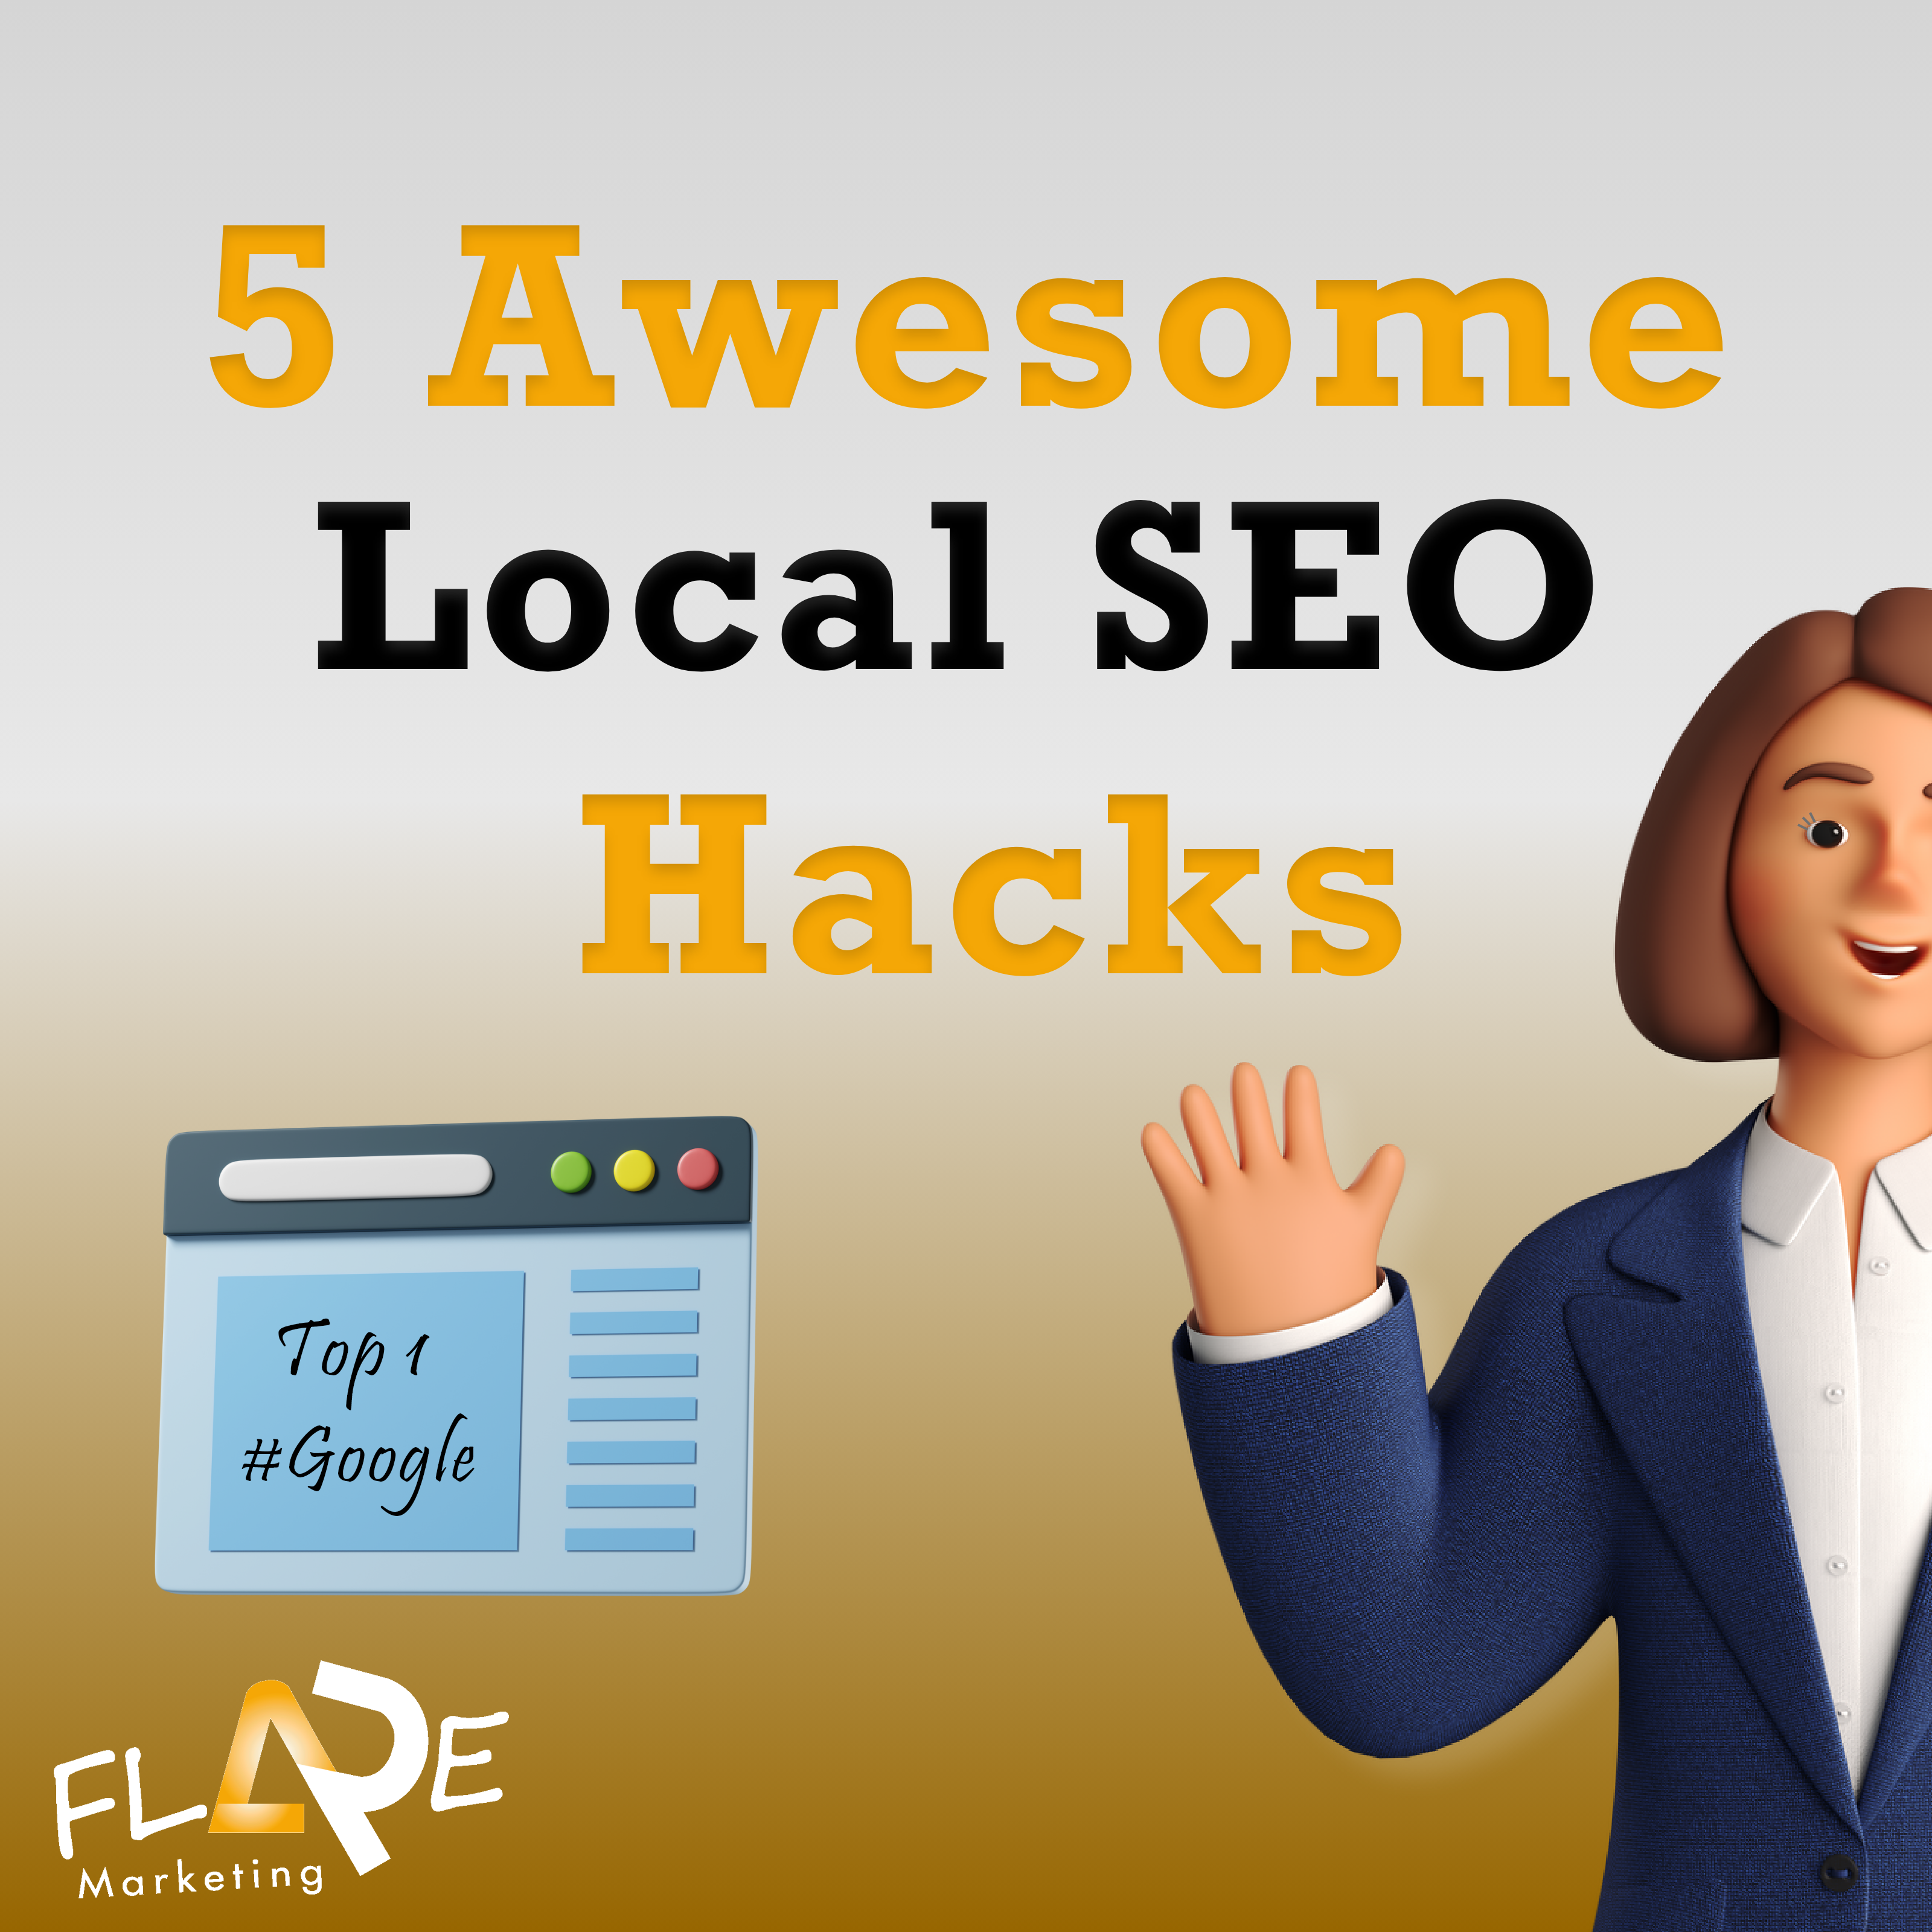 5 Awesome
Local SEO
Hacks
Top 1
#Google
FLARE
Marketing